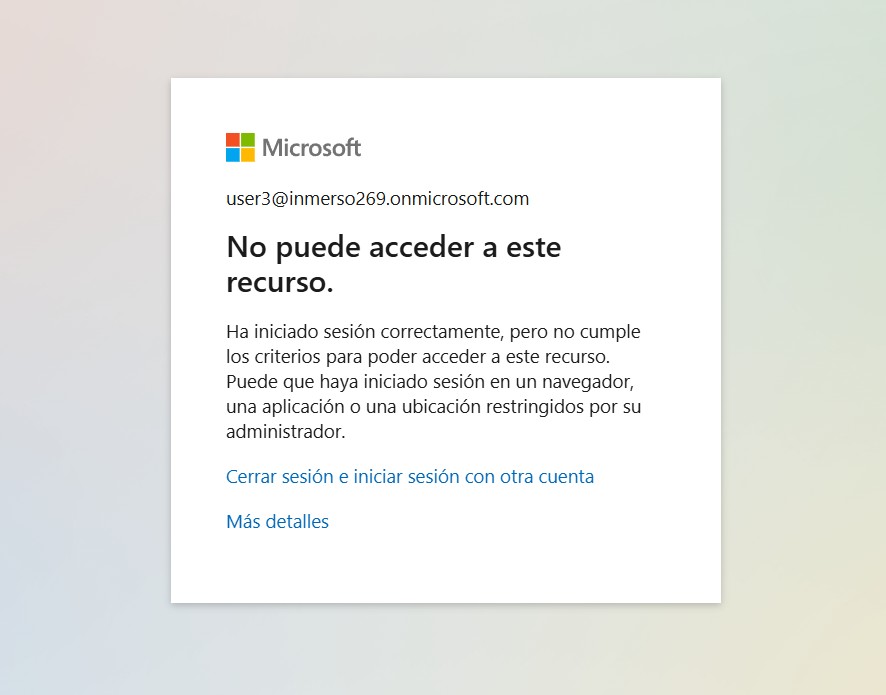 Microsoft
user3@inmerso269.onmicrosoft.com
No puede acceder a este
recurso.
Ha iniciado sesión correctamente, pero no cumple
los criterios para poder acceder a este recurso.
Puede que haya iniciado sesión en un navegador,
una aplicación o una ubicación restringidos por su
administrador.
Cerrar sesión e iniciar sesión con otra cuenta
Más detalles